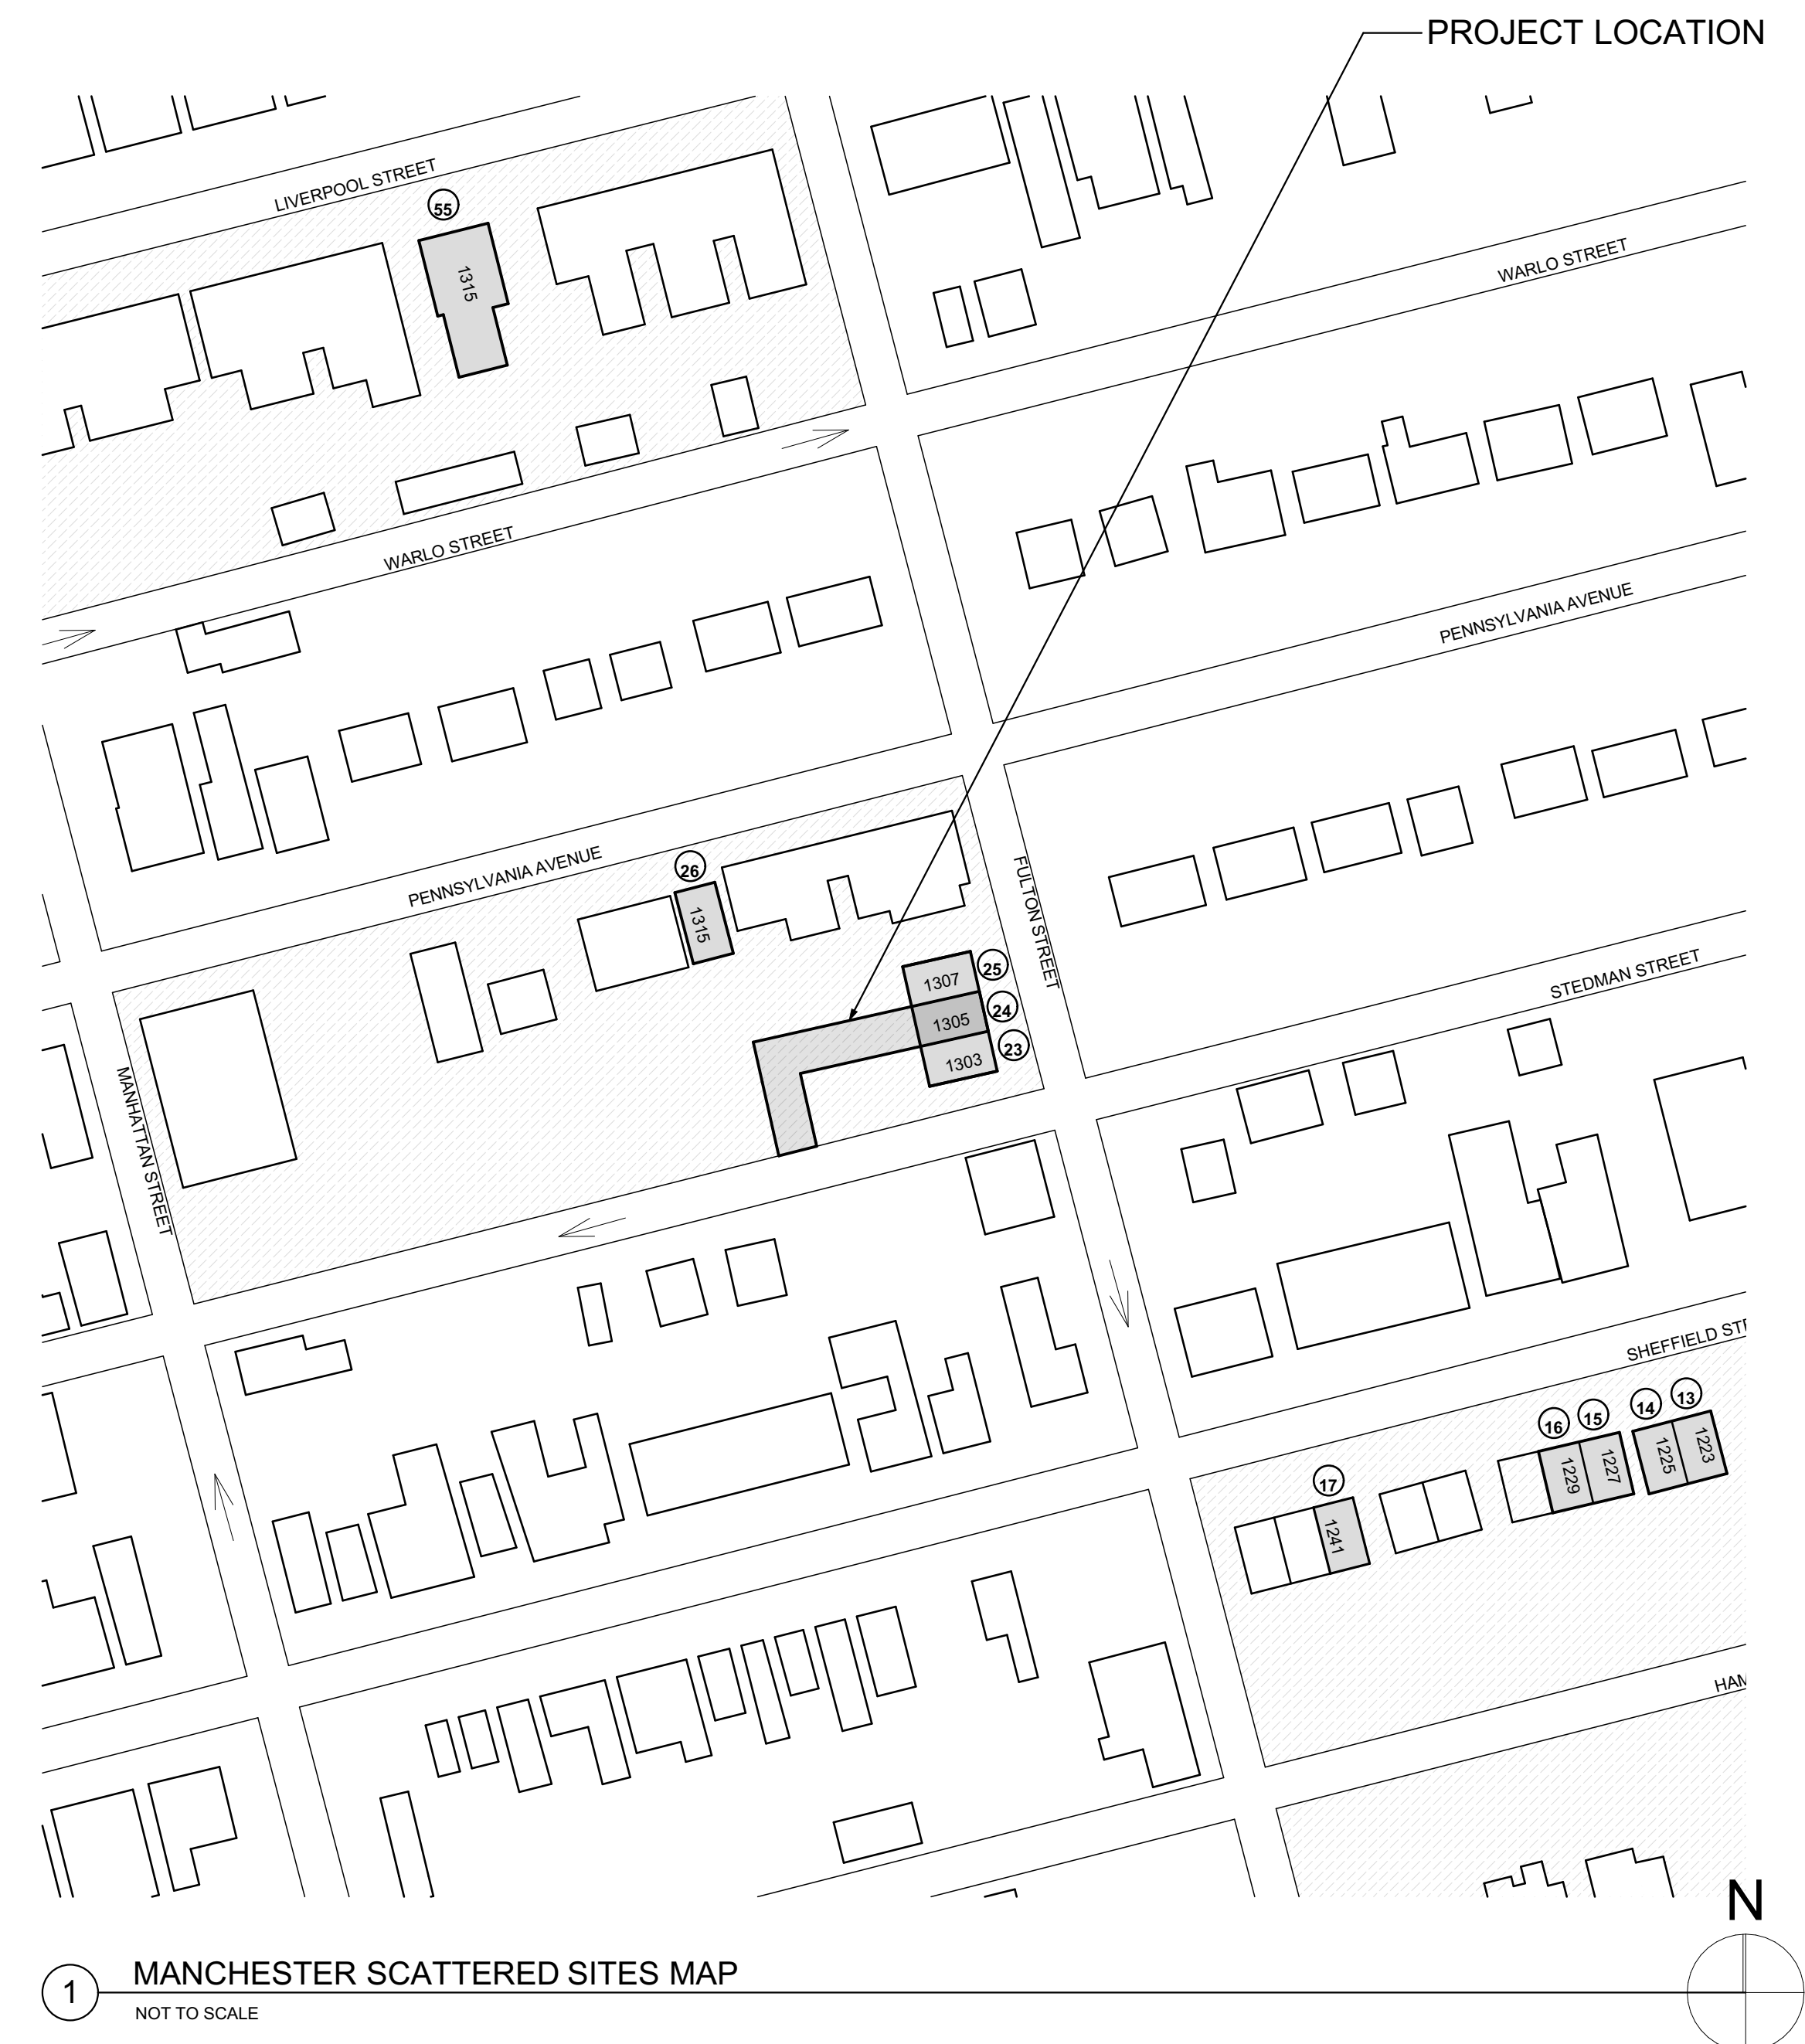 PROJECT LOCATION
LIVERPOOL STREET
55
1315
WARLO STREET
WARLO STREET
PENNSYLVANIA AVENUE
PENNSYLVANIA AVENUE
26
1315
FULTON STREET
1307
25
1305
24
1303
23
STEDMAN STREET
MANHATTAN STREET
SHEFFIELD STR
13
14
15
16
1223
1225
1227
1229
17
1241
HAM
N
1
MANCHESTER SCATTERED SITES MAP
NOT TO SCALE